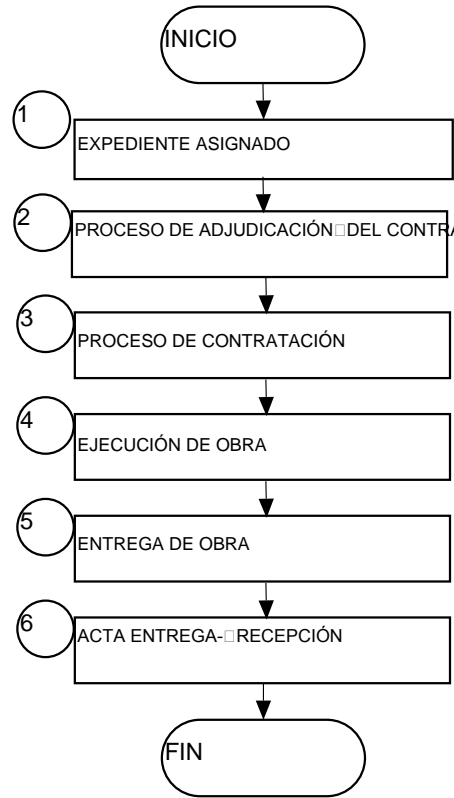 INICIO
1
EXPEDIENTE ASIGNADO
2
PROCESO DE ADJUDICACIÓN□DEL CONTRA
3
PROCESO DE CONTRATACIÓN
4
EJECUCIÓN DE OBRA
5
ENTREGA DE OBRA
6
ACTA ENTREGA-□RECEPCIÓN
FIN